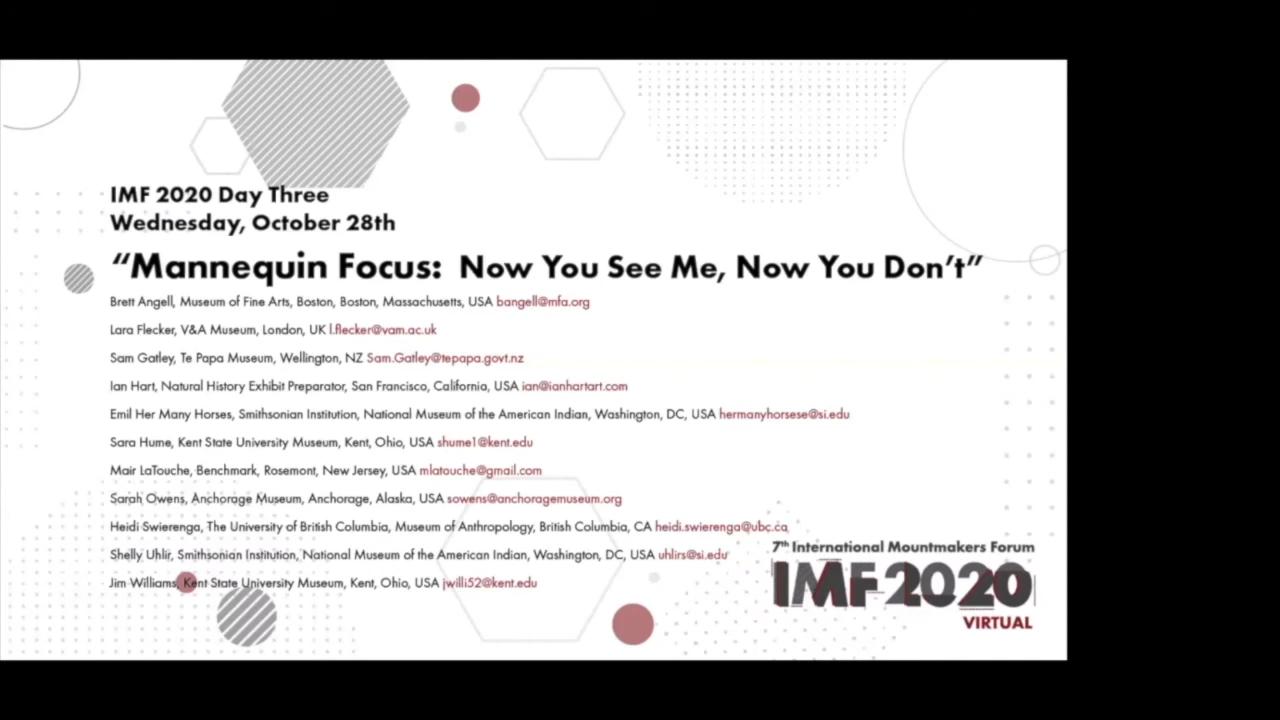 IMF 2020 Day Three
Wednesday, October 28th
“Mannequin Focus: Now You See Me, Now You Don’t”
Brett Angell, Museum of Fine Arts, Boston, Boston, Massachusetts, USA bangell@mfa.org
Lara Flecker, V&A Museum, London, UK l.flecker@vam.ac.uk
Sam Gatley, Te Papa Museum, Wellington, NZ Sam.Gatley@tepapa.govt.nz
Ian Hart, Natural History Exhibit Preparator, San Francisco, California, USA ian@ianhartart.com
Emil Her Many Horses, Smithsonian Institution, National Museum of the American Indian, Washington, DC, USA hermanyhorsese@si.edu
Sara Hume, Kent State University Museum, Kent, Ohio, USA shume1@kent.edu
Mair LaTouche, Benchmark, Rosemont, New Jersey, USA mlatouche@gmail.com
Sarah Owens, Anchorage Museum, Anchorage, Alaska, USA sowens@anchoragemuseum.org
Heidi Swierenga, The University of British Columbia, Museum of Anthropology, British Columbia, CA heidi.swierenga@ubc.ca
Shelly Uhlir, Smithsonian Institution, National Museum of the American Indian, Washington, DC, USA uhlirs@si.edu
Jim Williams, Kent State University Museum, Kent, Ohio, USA jwilli52@kent.edu
7th International Mountmakers Forum
IMF 2020
VIRTUAL